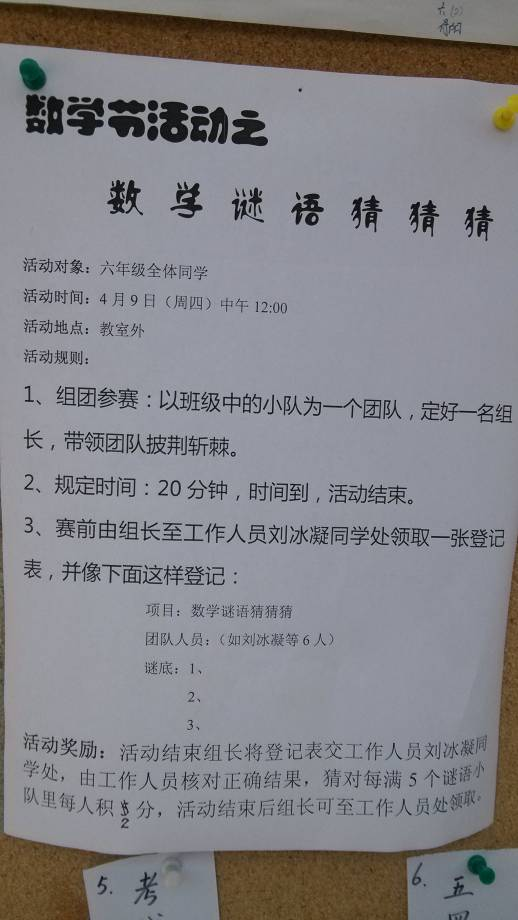 六(2)
数学节活动之
数学谜语猜猜猜
活动对象：六年级全体同学
活动时间：4月9日（周四）中午12:00
活动地点：教室外
活动规则：
1、组团参赛：以班级中的小队为一个团队，定好一名组
长，带领团队披荆斩棘。
2、规定时间：20分钟，时间到，活动结束。
3、赛前由组长至工作人员刘冰凝同学处领取一张登记
表，并像下面这样登记：
项目：数学谜语猜猜猜
团队人员：（如刘冰凝等6人）
谜底：1、
2、
3、
活动奖励：活动结束组长将登记表交工作人员刘冰凝同
学处，由工作人员核对正确结果，猜对每满5个谜语小
队里每人积2分，活动结束后组长可至工作人员处领取。
5. 考
6. 五
四